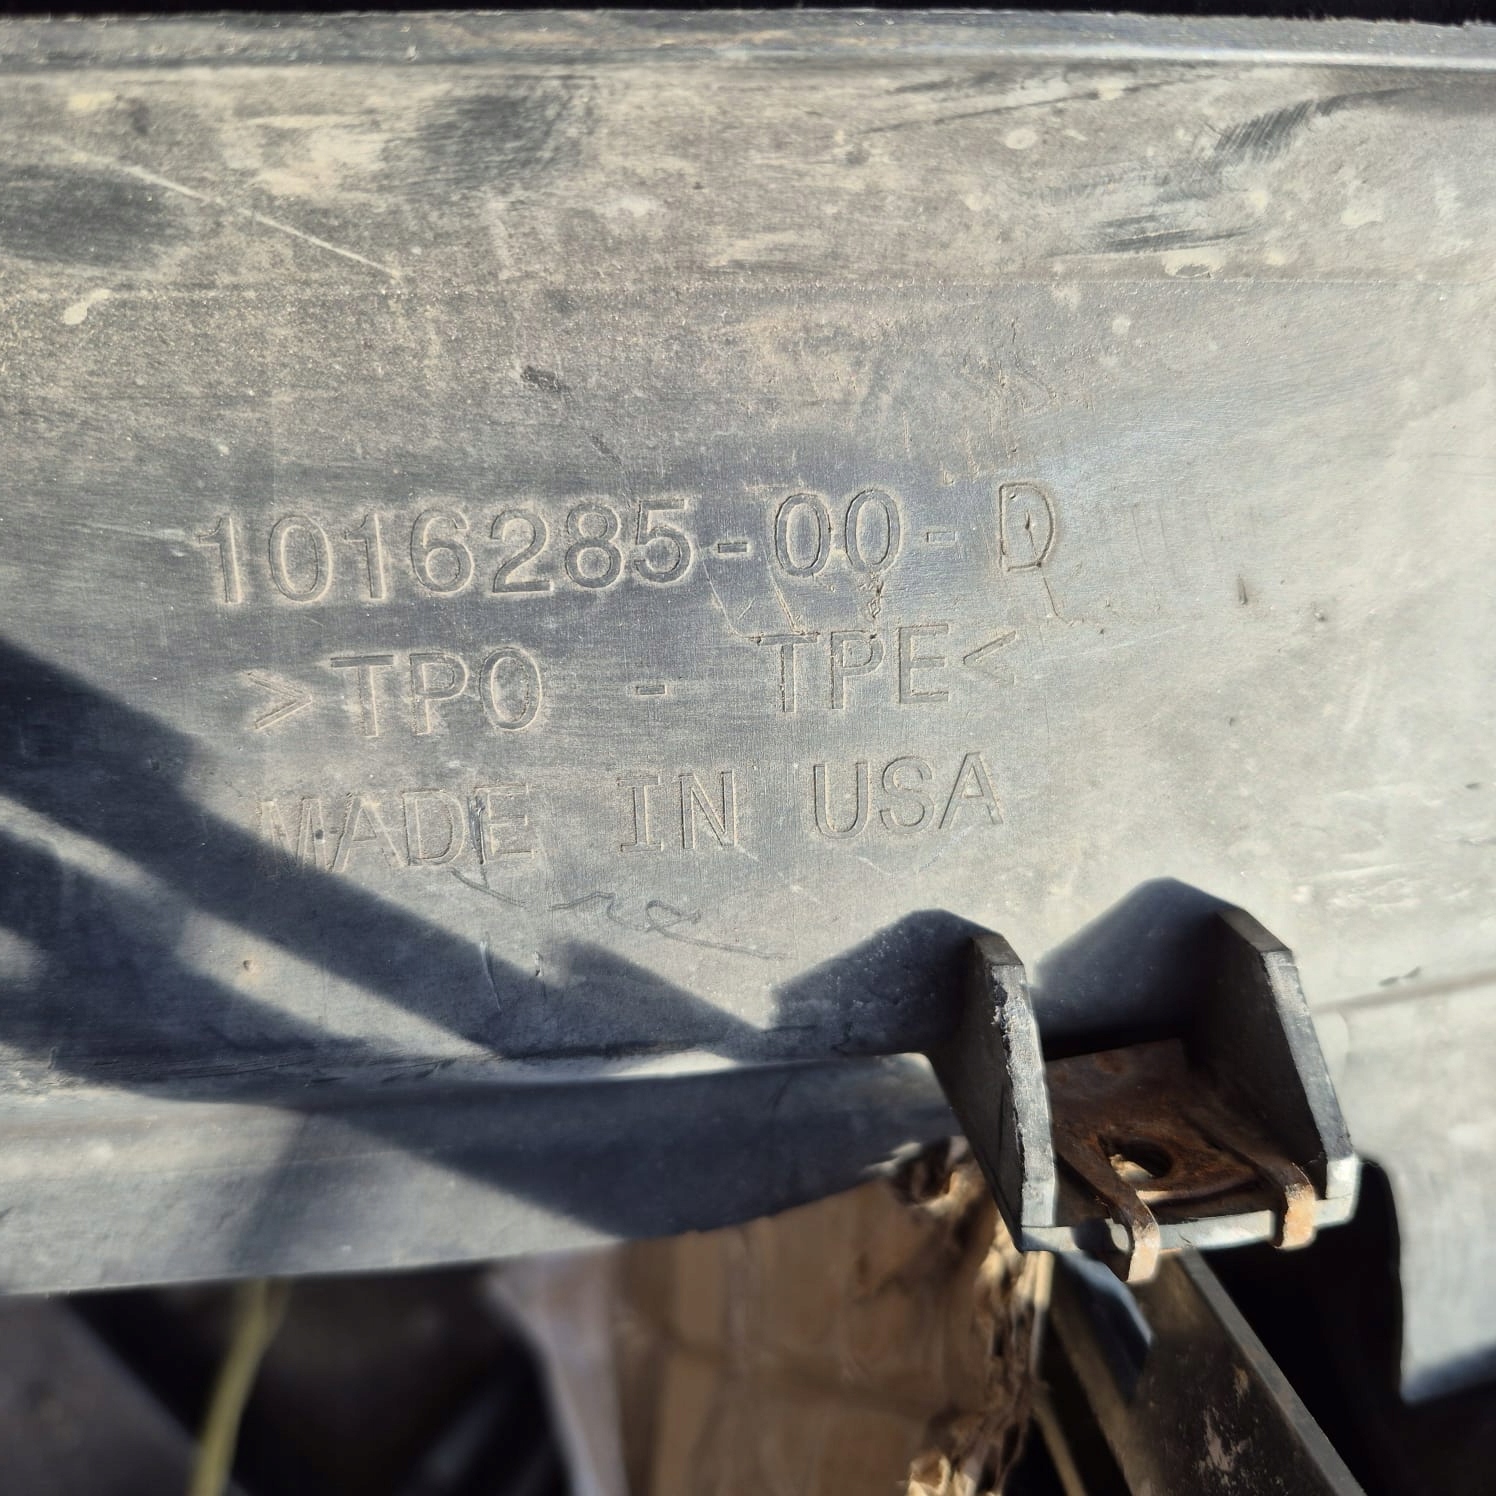 1016285-00-D
>TPO - TPE<
MADE IN USA